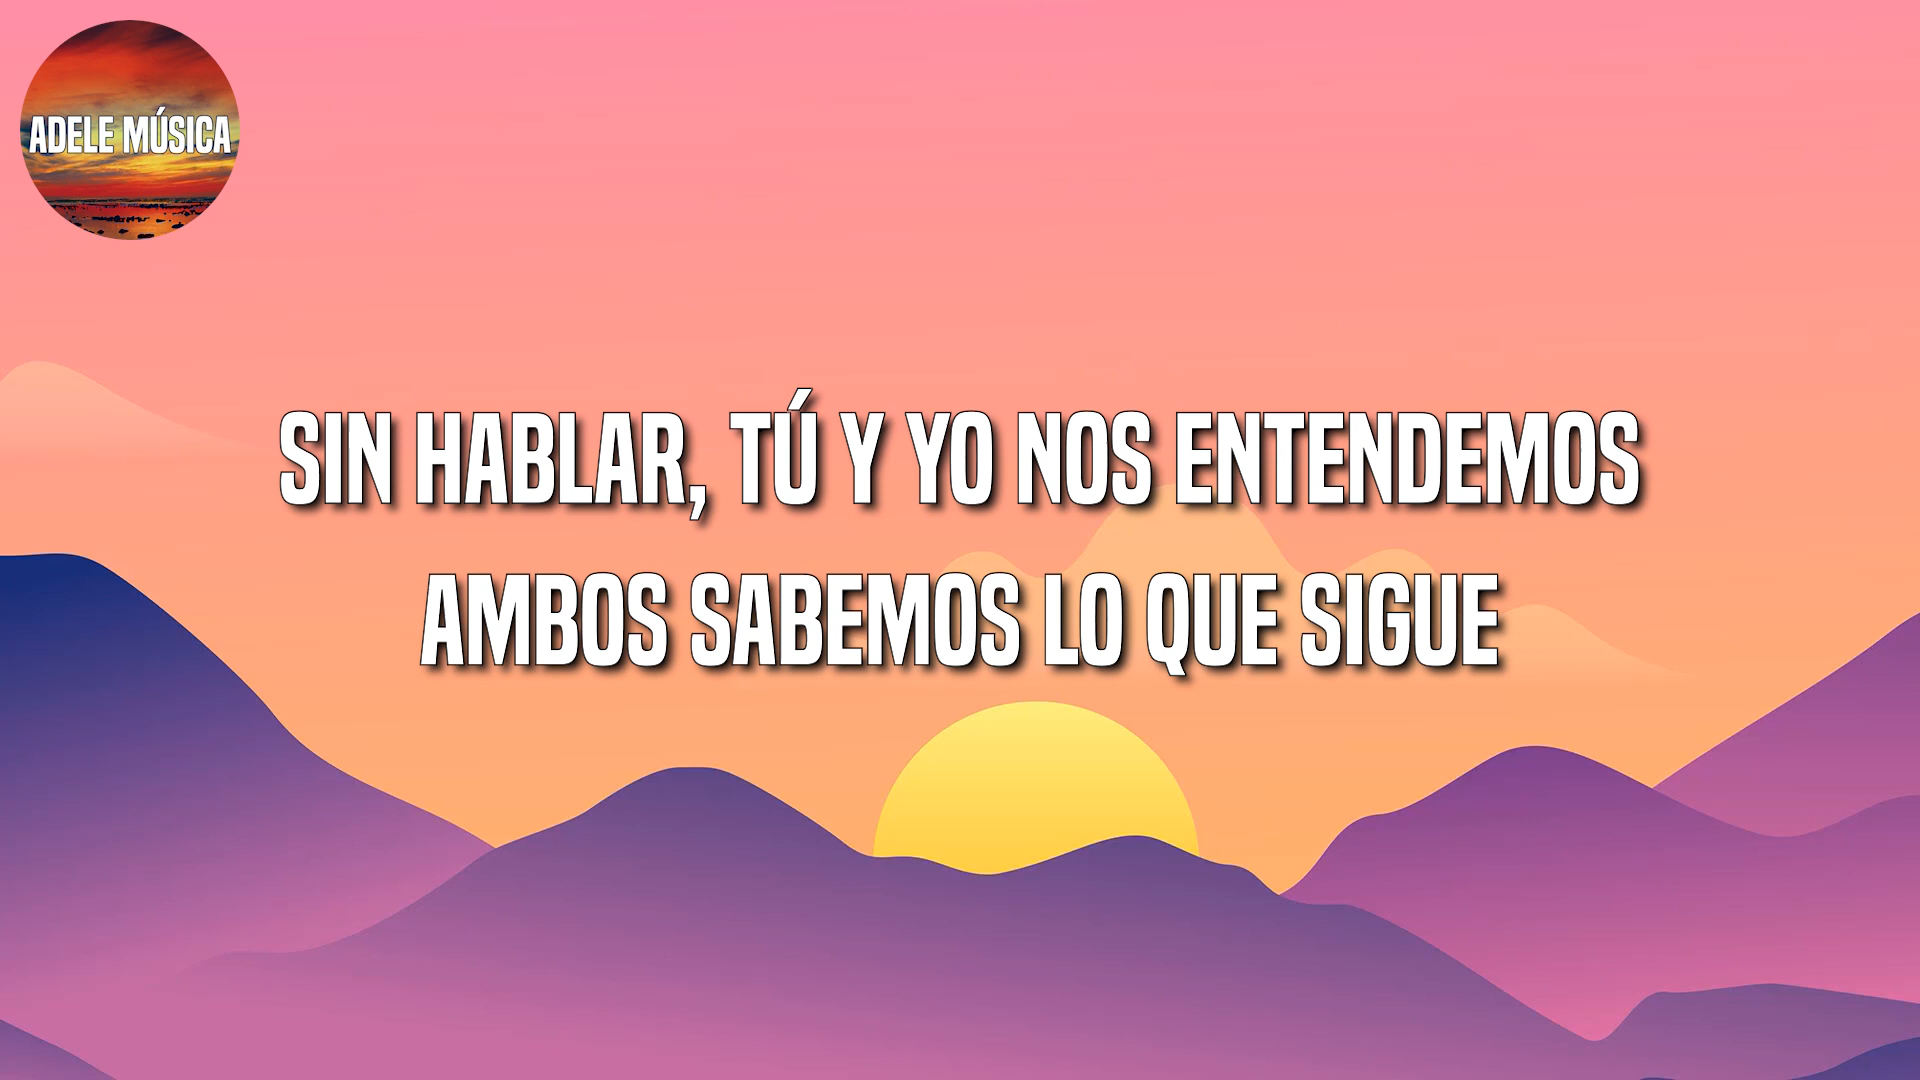 ADELE MÚSICA
SIN HABLAR, TÚ Y YO NOS ENTENDEMOS
AMBOS SABEMOS LO QUE SIGUE